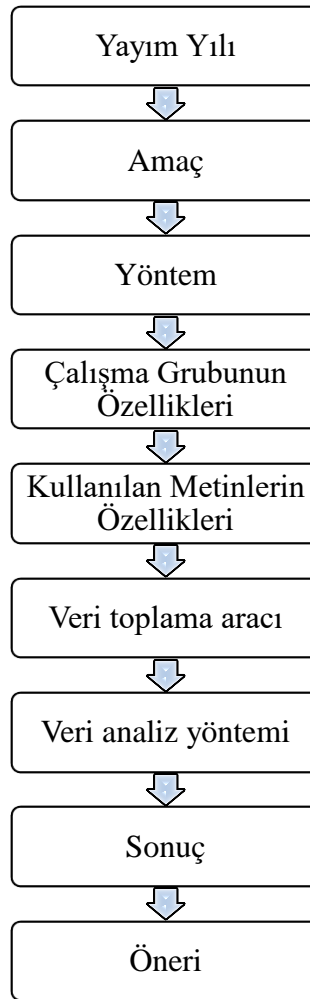 Yayım Yılı
Amaç
Yöntem
Çalışma Grubunun
Özellikleri
Kullanılan Metinlerin
Özellikleri
Veri toplama aracı
Veri analiz yöntemi
Sonuç
Öneri